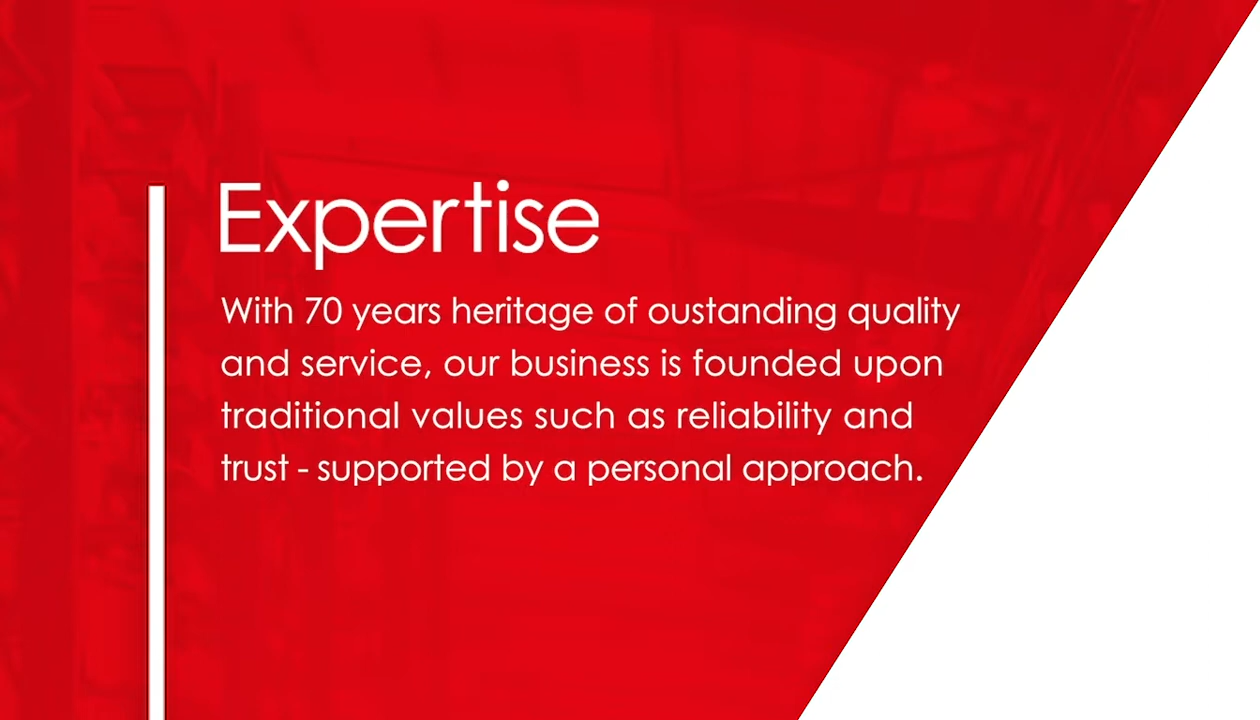 Expertise
With 70 years heritage of oustanding quality
and service, our business is founded upon
traditional values such as reliability and
trust - supported by a personal approach.